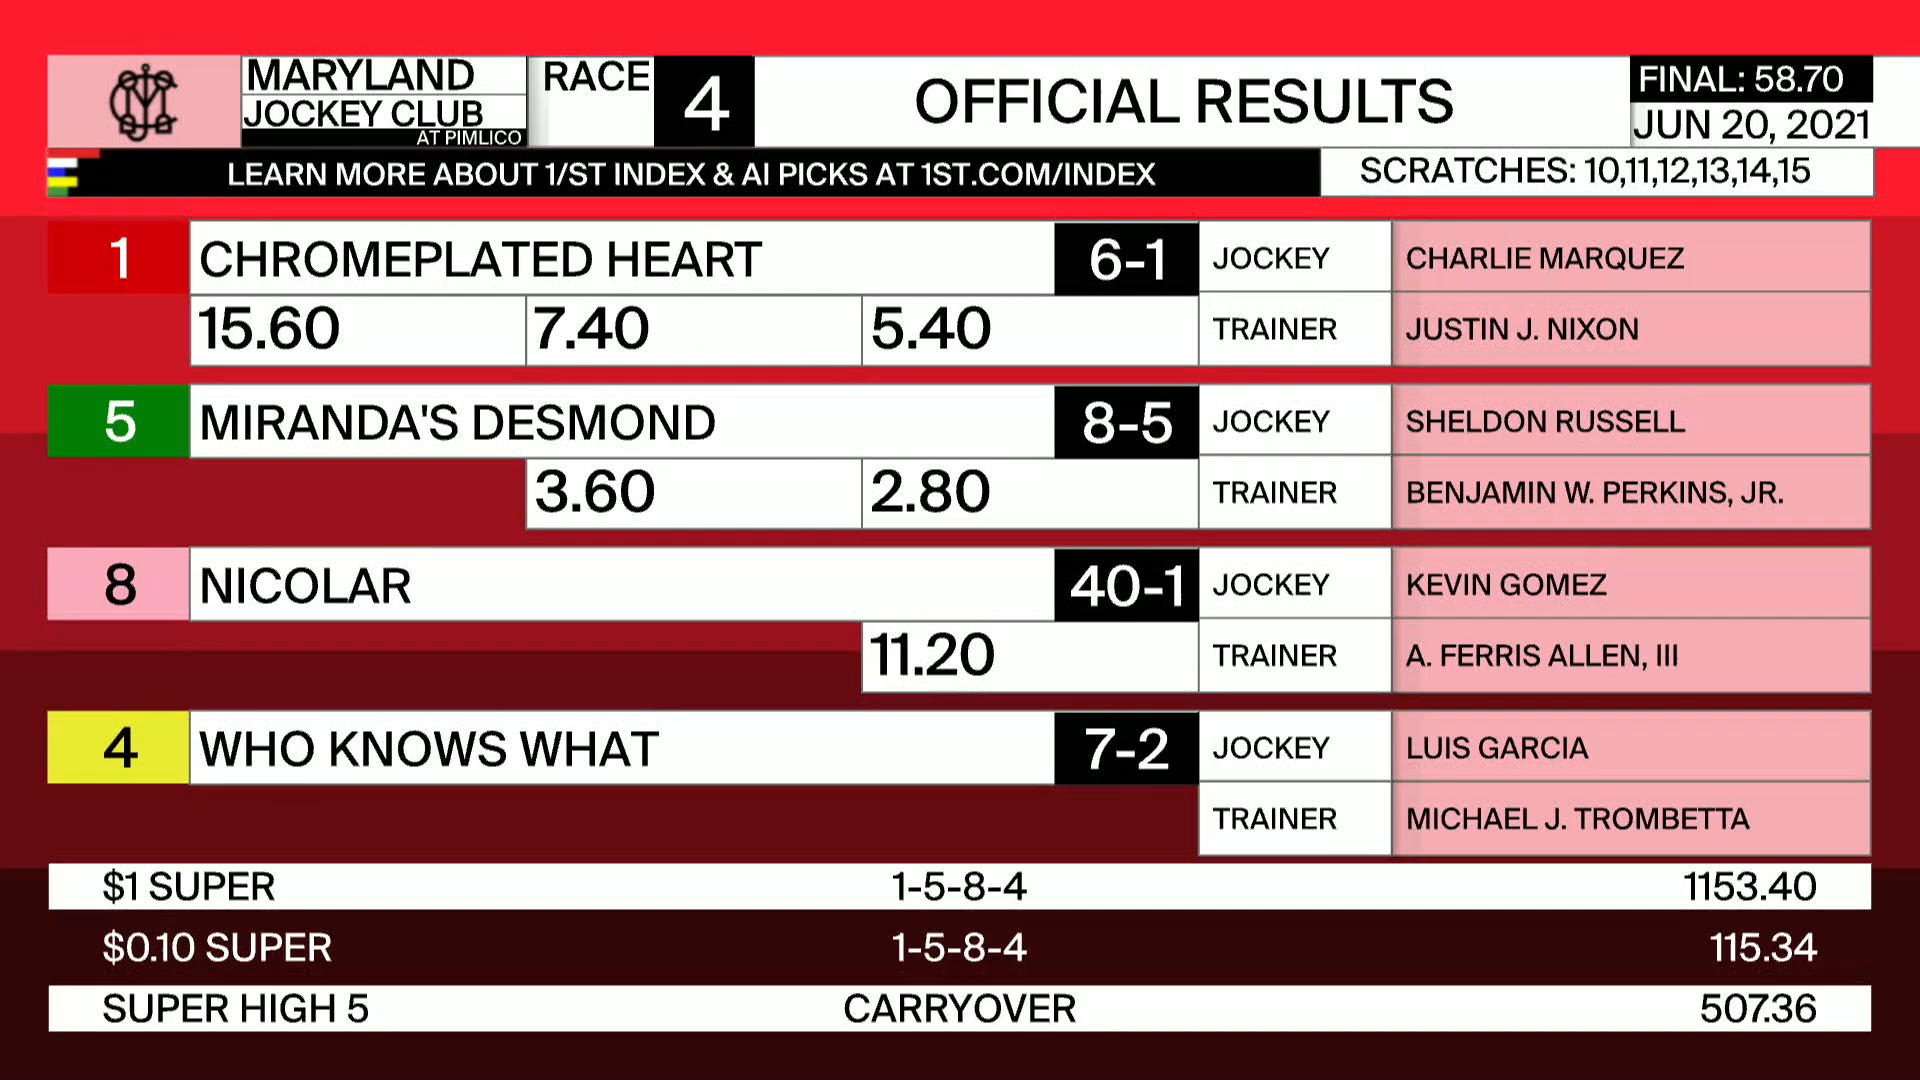 MARYLAND
JOCKEY CLUB
AT PIMLICO
RACE 4
OFFICIAL RESULTS
FINAL: 58.70
JUN 20, 2021
LEARN MORE ABOUT 1/ST INDEX & AI PICKS AT 1ST.COM/INDEX
SCRATCHES: 10,11,12,13,14,15
1 CHROMEPLATED HEART 6-1 JOCKEY CHARLIE MARQUEZ
15.60 7.40 5.40 TRAINER JUSTIN J. NIXON
5 MIRANDA'S DESMOND 8-5 JOCKEY SHELDON RUSSELL
3.60 2.80 TRAINER BENJAMIN W. PERKINS, JR.
8 NICOLAR 40-1 JOCKEY KEVIN GOMEZ
11.20 TRAINER A. FERRIS ALLEN, III
4 WHO KNOWS WHAT 7-2 JOCKEY LUIS GARCIA
TRAINER MICHAEL J. TROMBETTA
$1 SUPER 1-5-8-4 1153.40
$0.10 SUPER 1-5-8-4 115.34
SUPER HIGH 5 CARRYOVER 507.36